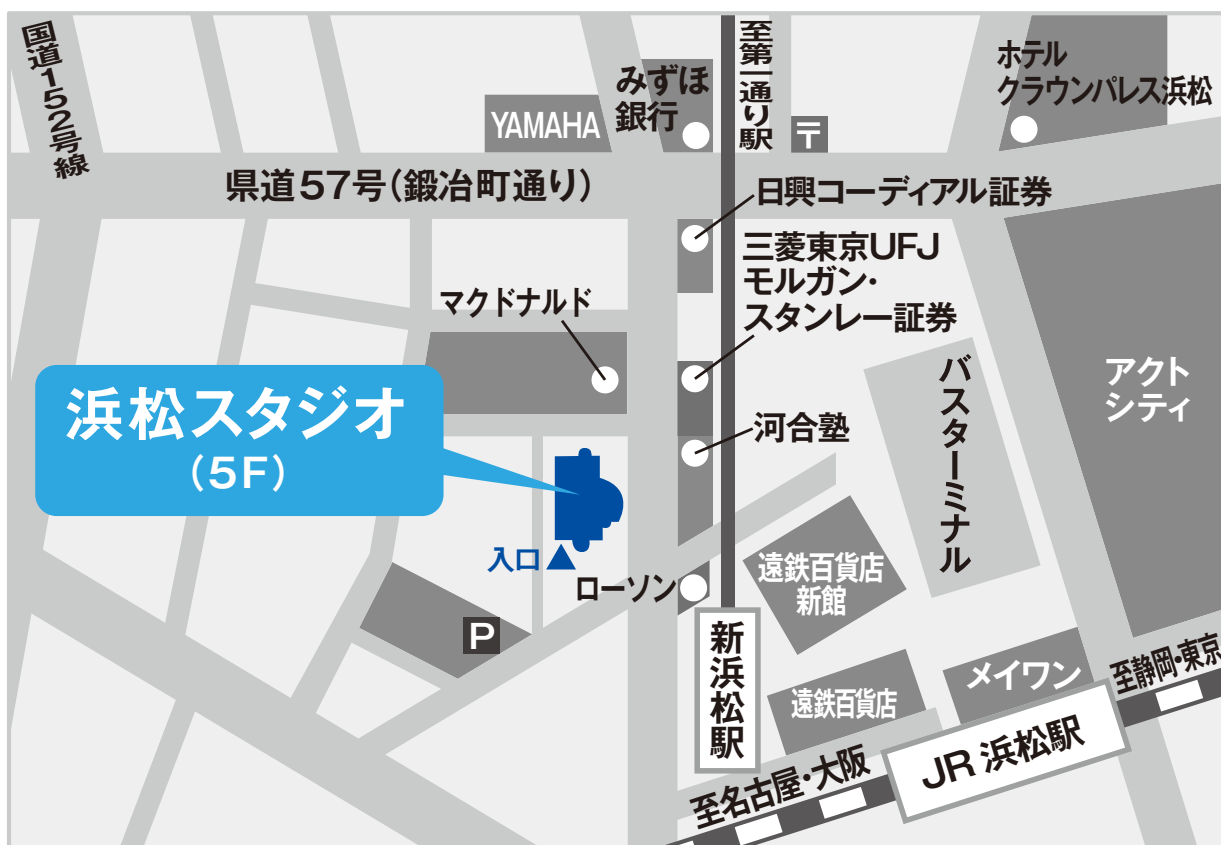 国道152号線
YAMAHA
みずほ
銀行
至第一通り駅
〒
ホテル
クラウンパレス浜松
県道57号(鍛冶町通り)
日興コーディアル証券
三菱東京UFJ
モルガン・
スタンレー証券
マクドナルド
浜松スタジオ
(5F)
河合塾
バスターミナル
アクト
シティ
入口
ローソン
遠鉄百貨店
新館
P
新浜松駅
遠鉄百貨店
メイワン
至静岡・東京
JR 浜松駅
至名古屋・大阪